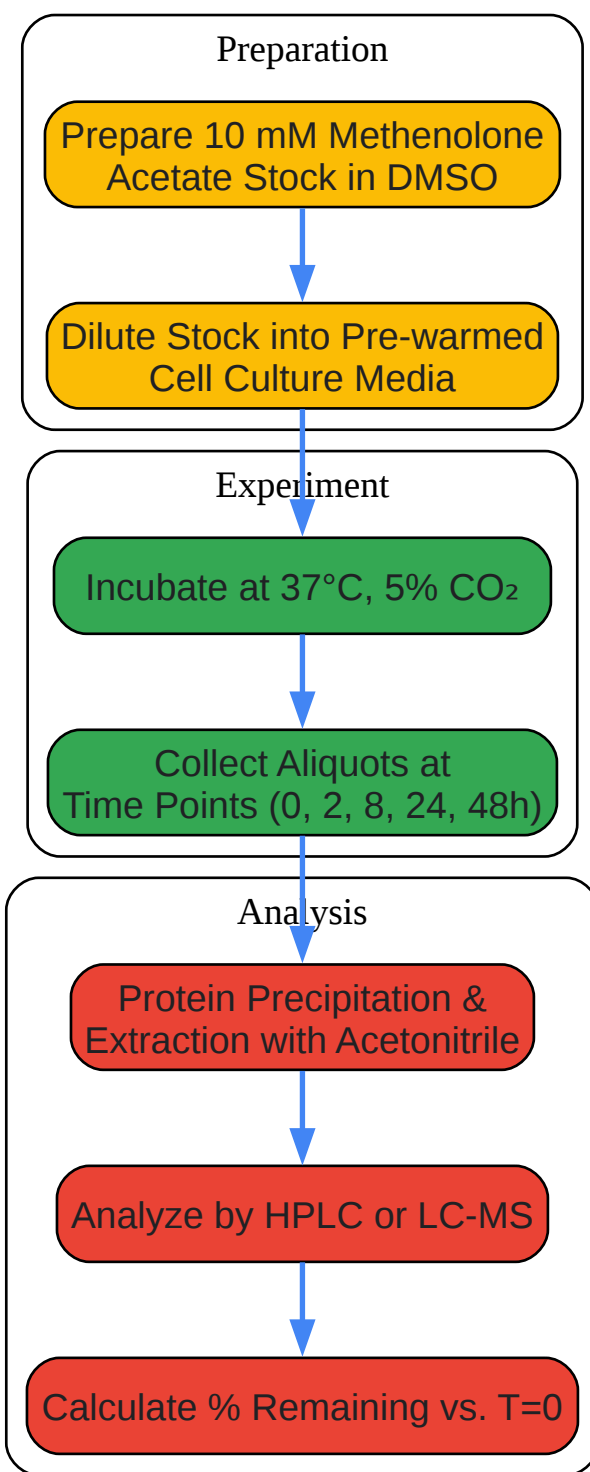 Preparation
Prepare 10 mM Methenolone
Acetate Stock in DMSO
Dilute Stock into Pre-warmed
Cell Culture Media
Experiment
Incubate at 37°C, 5% CO₂
Collect Aliquots at
Time Points (0, 2, 8, 24, 48h)
Analysis
Protein Precipitation &
Extraction with Acetonitrile
Analyze by HPLC or LC-MS
Calculate % Remaining vs. T=0